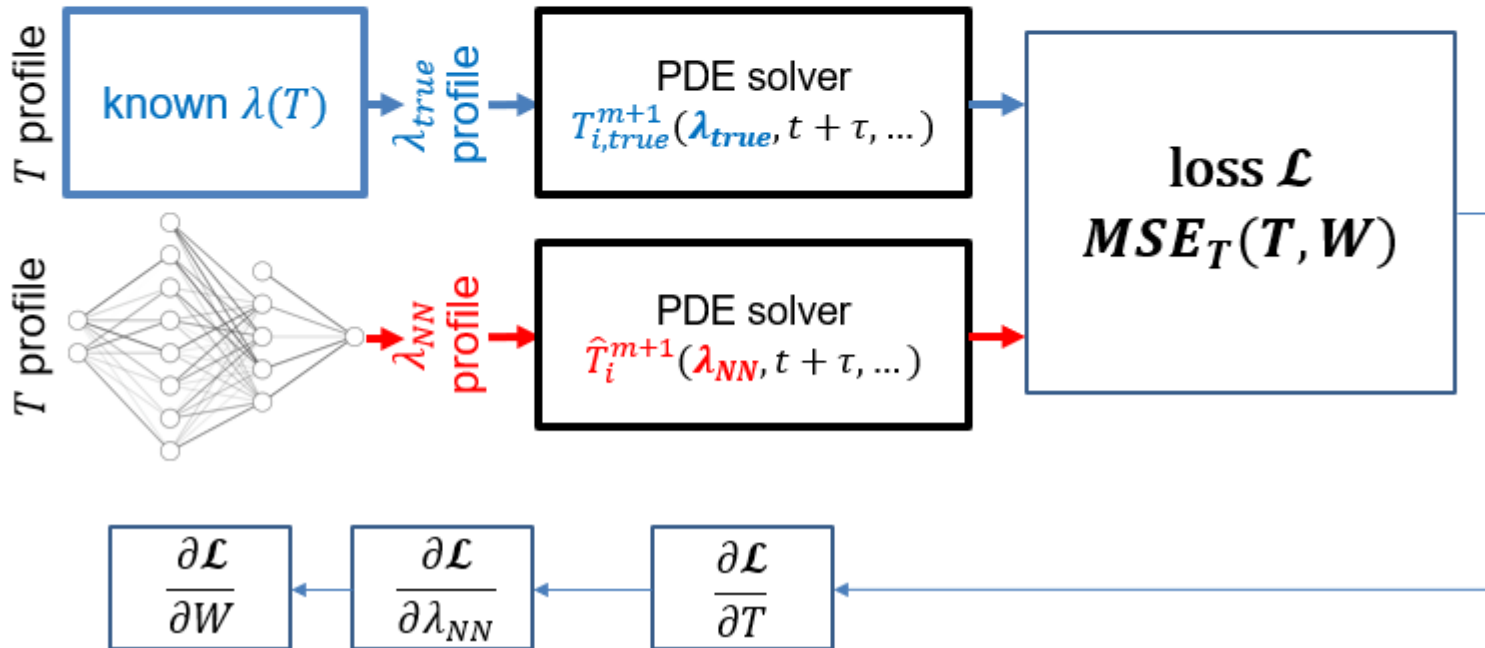 T profile
known λ(T)
λ_true
profile
PDE solver
T_{i,true}^{m+1}(λ_true, t + τ, …)
loss ℒ
MSE_T(T, W)
T profile
λ_NN
profile
PDE solver
T̂_i^{m+1}(λ_NN, t + τ, …)
∂ℒ
∂W
∂ℒ
∂λ_NN
∂ℒ
∂T